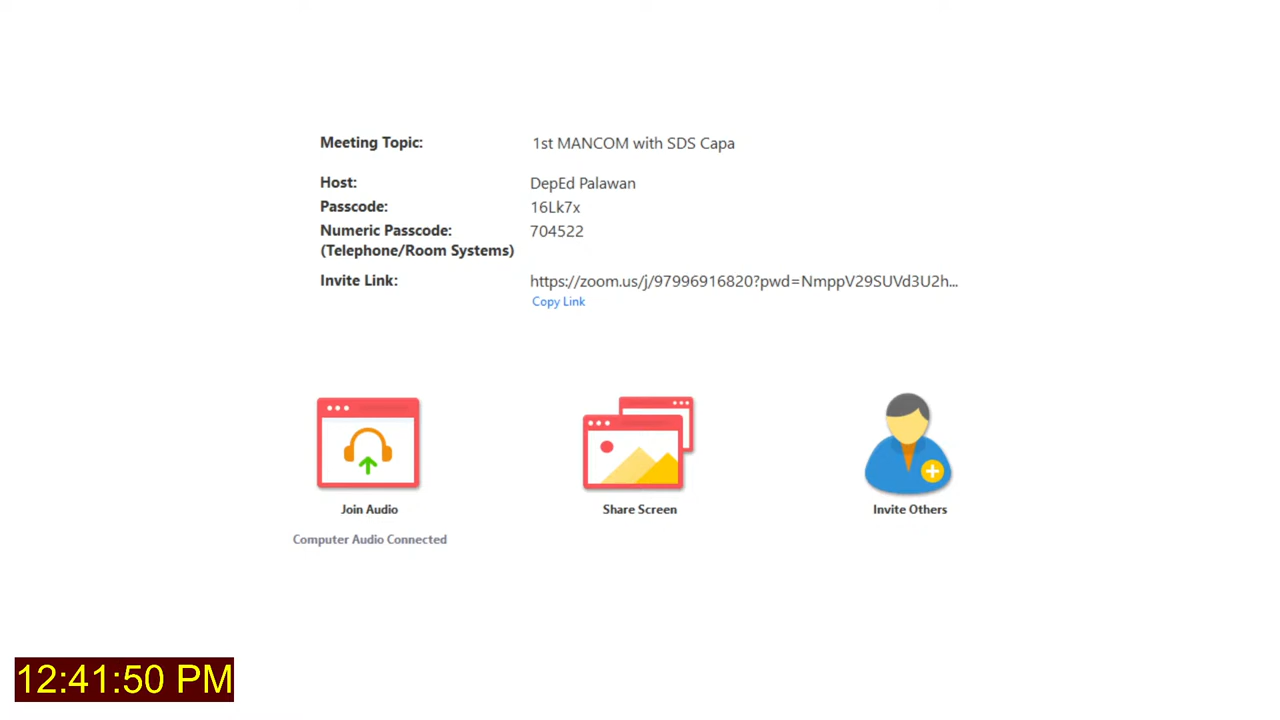 Meeting Topic: 1st MANCOM with SDS Capa
Host: DepEd Palawan
Passcode: 16Lk7x
Numeric Passcode: 704522
(Telephone/Room Systems)
Invite Link: https://zoom.us/j/97996916820?pwd=NmppV29SUVd3U2h...
Copy Link
Join Audio
Share Screen
Invite Others
Computer Audio Connected
12:41:50 PM